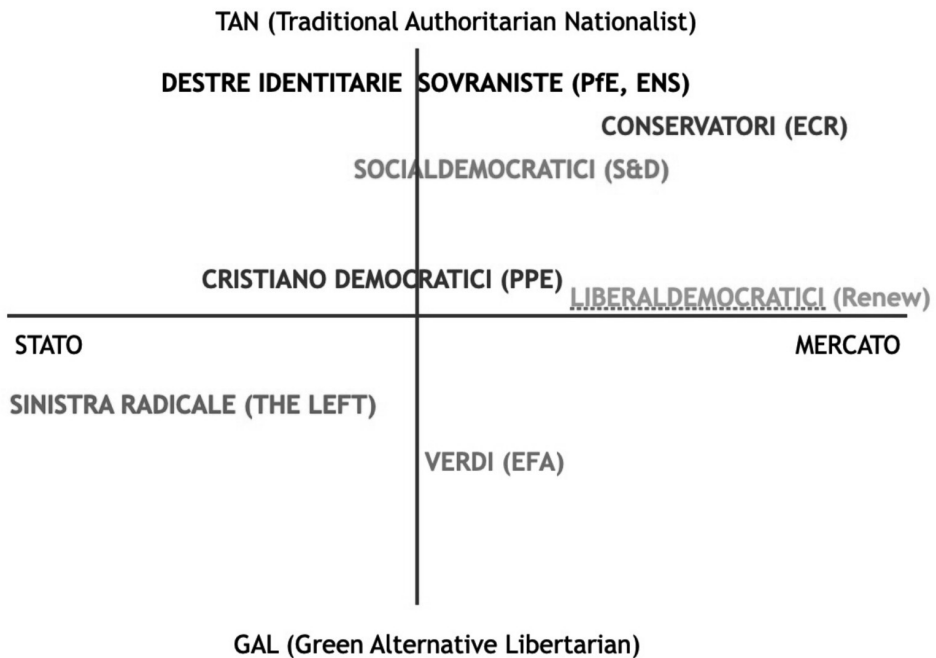 TAN (Traditional Authoritarian Nationalist)
DESTRE IDENTITARIE SOVRANISTE (PfE, ENS)
CONSERVATORI (ECR)
SOCIALDEMOCRATICI (S&D)
CRISTIANO DEMOCRATICI (PPE)
LIBERALDEMOCRATICI (Renew)
STATO
MERCATO
SINISTRA RADICALE (THE LEFT)
VERDI (EFA)
GAL (Green Alternative Libertarian)